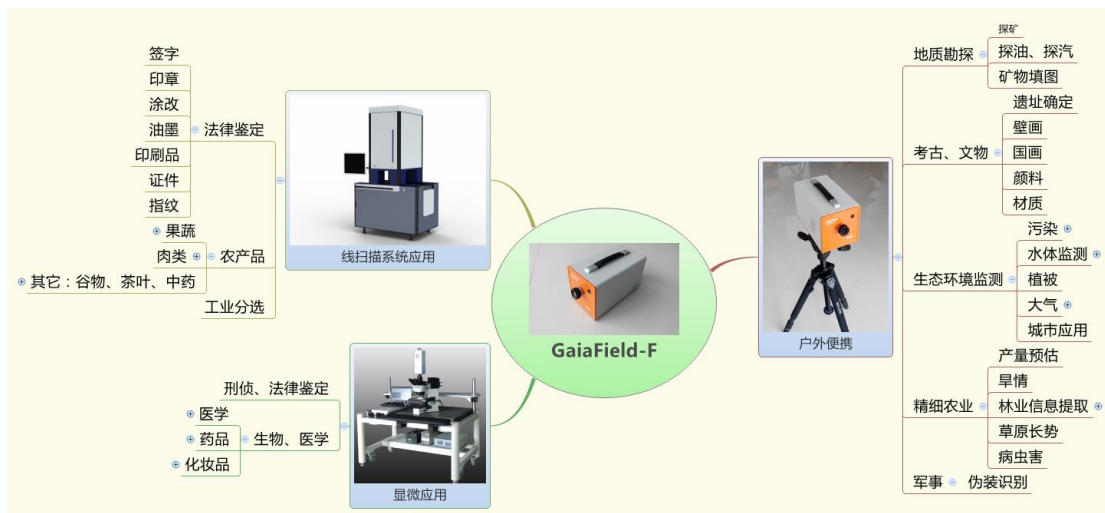 签字
印章
涂改
油墨
印刷品
证件
指纹
法律鉴定
果蔬
肉类
其它：谷物、茶叶、中药
农产品
工业分选
线扫描系统应用
刑侦、法律鉴定
医学
药品
化妆品
生物、医学
显微应用
GaiaField-F
户外便携
地质勘探
探矿
探油、探汽
矿物填图
考古、文物
遗址确定
壁画
国画
颜料
材质
生态环境监测
污染
水体监测
植被
大气
城市应用
精细农业
产量预估
旱情
林业信息提取
草原长势
病虫害
军事
伪装识别